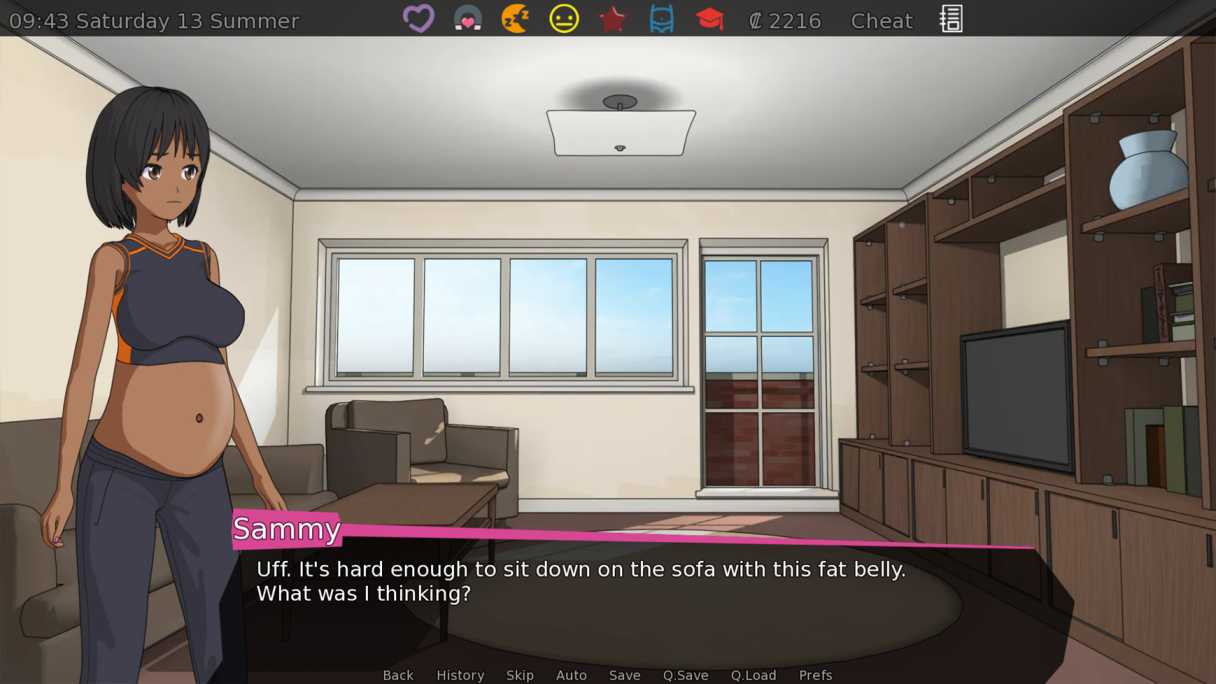 09:43 Saturday 13 Summer ₡ 2216 Cheat
Sammy
Uff. It's hard enough to sit down on the sofa with this fat belly.
What was I thinking?
Back History Skip Auto Save Q.Save Q.Load Prefs